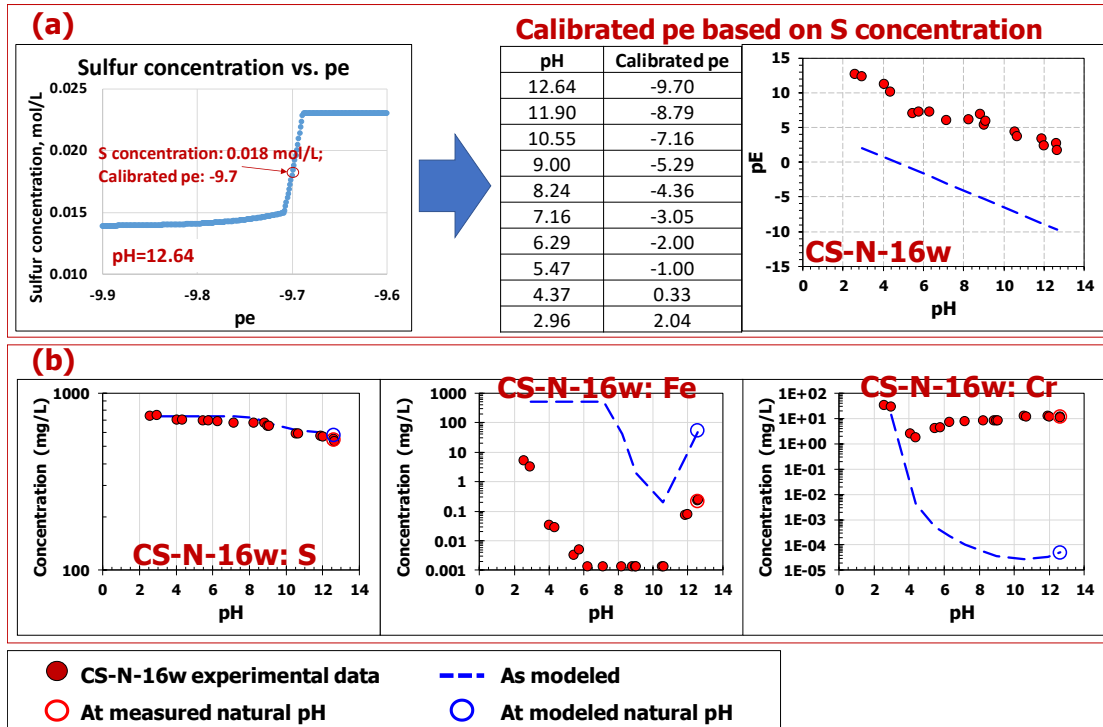 (a)
Calibrated pe based on S concentration
Sulfur concentration vs. pe
Sulfur concentration, mol/L
0.025
0.020
0.015
0.010
S concentration: 0.018 mol/L;
Calibrated pe: -9.7
pH=12.64
-9.9 -9.8 -9.7 -9.6
pe
pH Calibrated pe
12.64 -9.70
11.90 -8.79
10.55 -7.16
9.00 -5.29
8.24 -4.36
7.16 -3.05
6.29 -2.00
5.47 -1.00
4.37 0.33
2.96 2.04
pE
15
10
5
0
-5
-10
15
CS-N-16w
0 2 4 6 8 10 12 14
pH
(b)
Concentration (mg/L)
1000
100
CS-N-16w: S
0 2 4 6 8 10 12 14
pH
CS-N-16w: Fe
Concentration (mg/L)
1000
100
10
1
0.1
0.01
0.001
0 2 4 6 8 10 12 14
pH
CS-N-16w: Cr
Concentration (mg/L)
1E+02
1E+01
1E+00
1E-01
1E-02
1E-03
1E-04
1E-05
0 2 4 6 8 10 12 14
pH
CS-N-16w experimental data
As modeled
At measured natural pH
At modeled natural pH